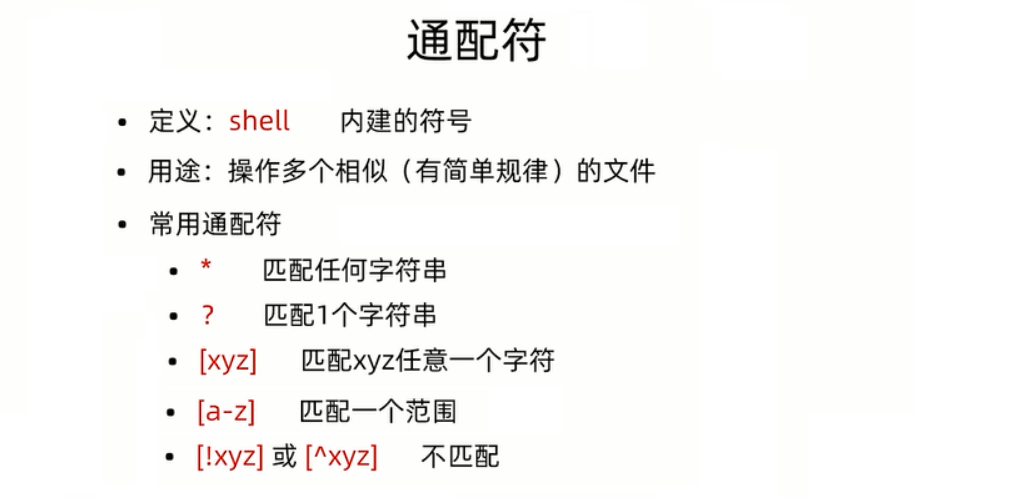 通配符
• 定义：shell 内建的符号
• 用途：操作多个相似（有简单规律）的文件
• 常用通配符
• * 匹配任何字符串
• ? 匹配1个字符串
• [xyz] 匹配xyz任意一个字符
• [a-z] 匹配一个范围
• [!xyz] 或 [^xyz] 不匹配